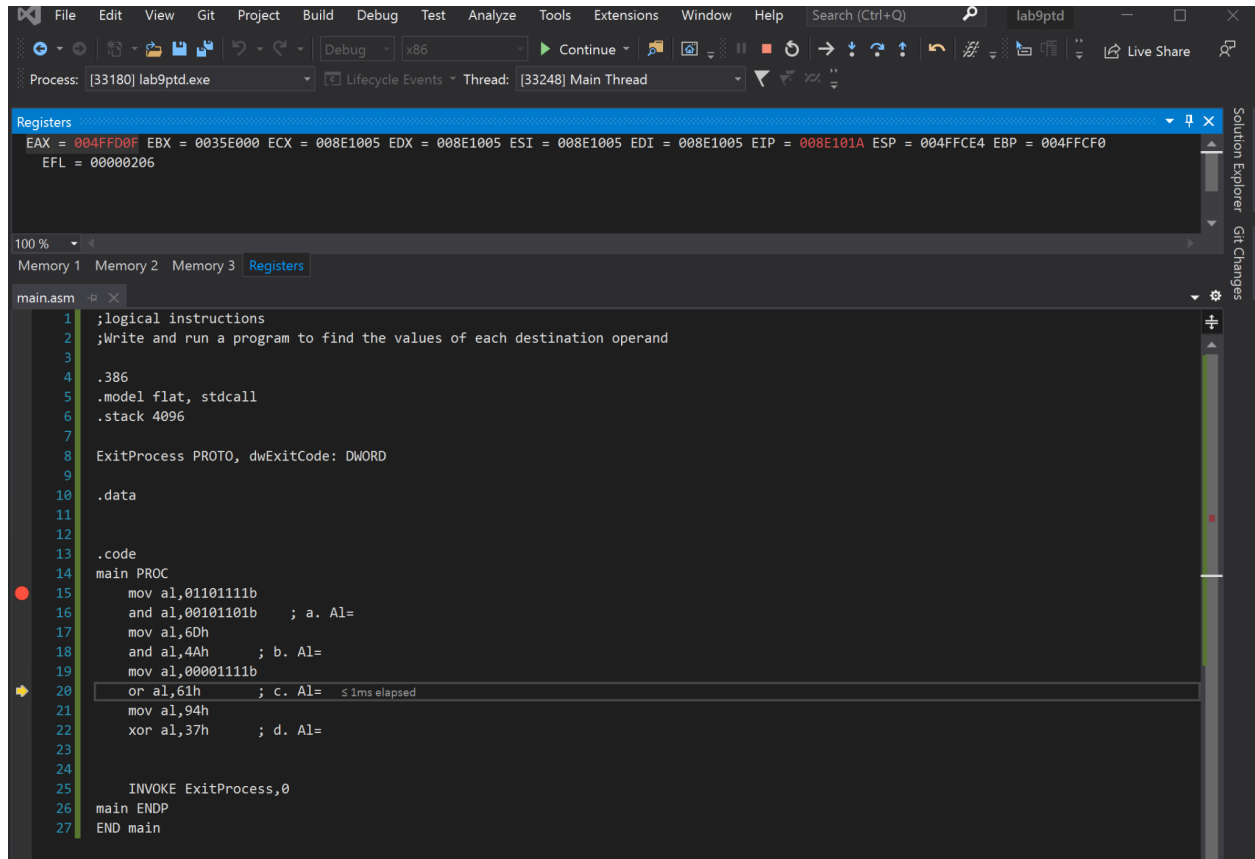 File Edit View Git Project Build Debug Test Analyze Tools Extensions Window Help Search (Ctrl+Q) lab9ptd
Debug x86 Continue Live Share
Process: [33180] lab9ptd.exe Lifecycle Events Thread: [33248] Main Thread
Registers
EAX = 004FFD0F EBX = 0035E000 ECX = 008E1005 EDX = 008E1005 ESI = 008E1005 EDI = 008E1005 EIP = 008E101A ESP = 004FFCE4 EBP = 004FFCF0
EFL = 00000206
100 %
Memory 1 Memory 2 Memory 3 Registers
main.asm
1 ;logical instructions
2 ;Write and run a program to find the values of each destination operand
3
4 .386
5 .model flat, stdcall
6 .stack 4096
7
8 ExitProcess PROTO, dwExitCode: DWORD
9
10 .data
11
12
13 .code
14 main PROC
15 mov al,01101111b
16 and al,00101101b ; a. Al=
17 mov al,6Dh
18 and al,4Ah ; b. Al=
19 mov al,00001111b
20 or al,61h ; c. Al= ≤ 1ms elapsed
21 mov al,94h
22 xor al,37h ; d. Al=
23
24
25 INVOKE ExitProcess,0
26 main ENDP
27 END main
Solution Explorer
Git Changes